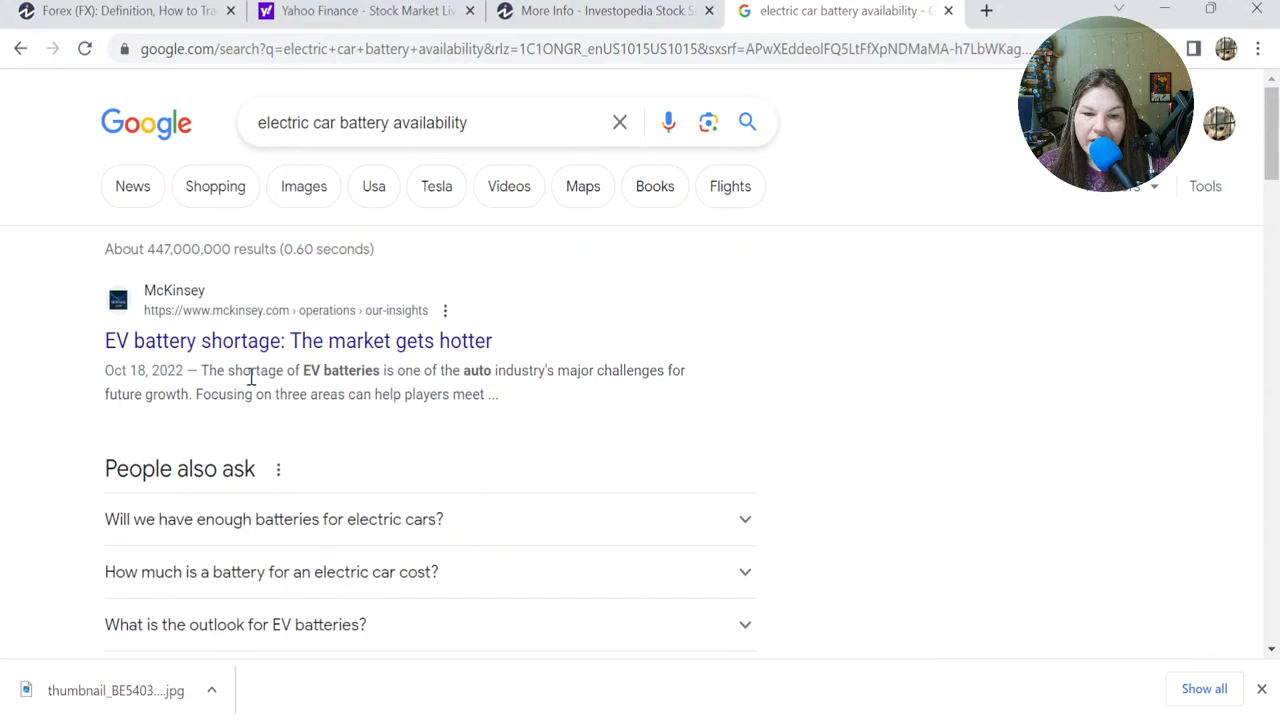 Forex (FX): Definition, How to Tra
Yahoo Finance - Stock Market Liv
More Info - Investopedia Stock Si
electric car battery availability - G
google.com/search?q=electric+car+battery+availability&rlz=1C1ONGR_enUS1015US1015&sxsrf=APwXEddeolFQ5LtFfXpNDMaMA-h7LbWKag...
Google
electric car battery availability
News
Shopping
Images
Usa
Tesla
Videos
Maps
Books
Flights
Tools
About 447,000,000 results (0.60 seconds)
McKinsey
https://www.mckinsey.com › operations › our-insights
EV battery shortage: The market gets hotter
Oct 18, 2022 — The shortage of EV batteries is one of the auto industry's major challenges for
future growth. Focusing on three areas can help players meet ...
People also ask
Will we have enough batteries for electric cars?
How much is a battery for an electric car cost?
What is the outlook for EV batteries?
thumbnail_BE5403....jpg
Show all